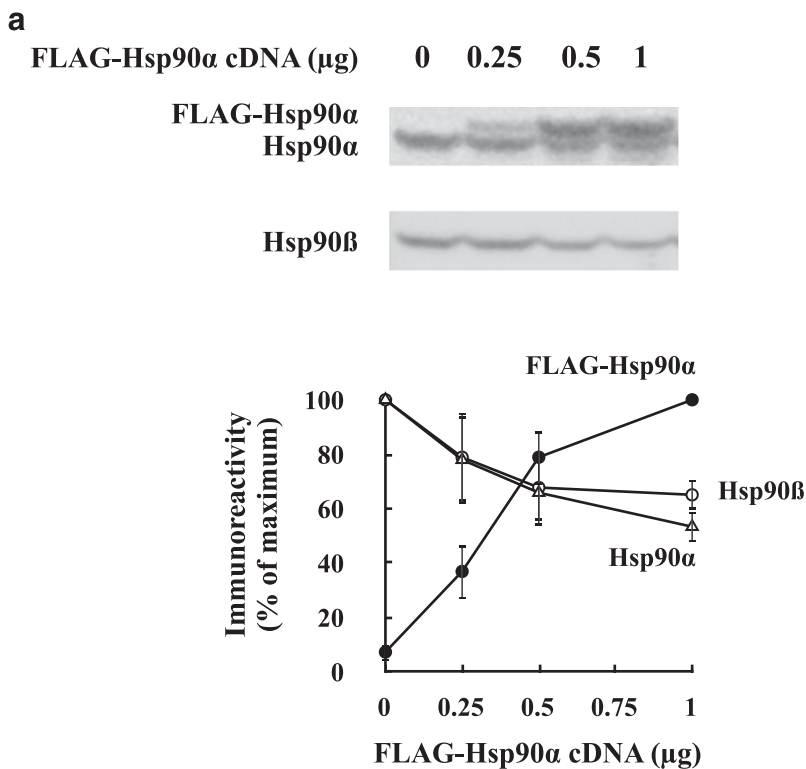 a
FLAG-Hsp90α cDNA (µg) 0 0.25 0.5 1
FLAG-Hsp90α
Hsp90α
Hsp90ß
FLAG-Hsp90α
100
80
60
40
20
0
Immunoreactivity
(% of maximum)
Hsp90ß
Hsp90α
0 0.25 0.5 0.75 1
FLAG-Hsp90α cDNA (µg)